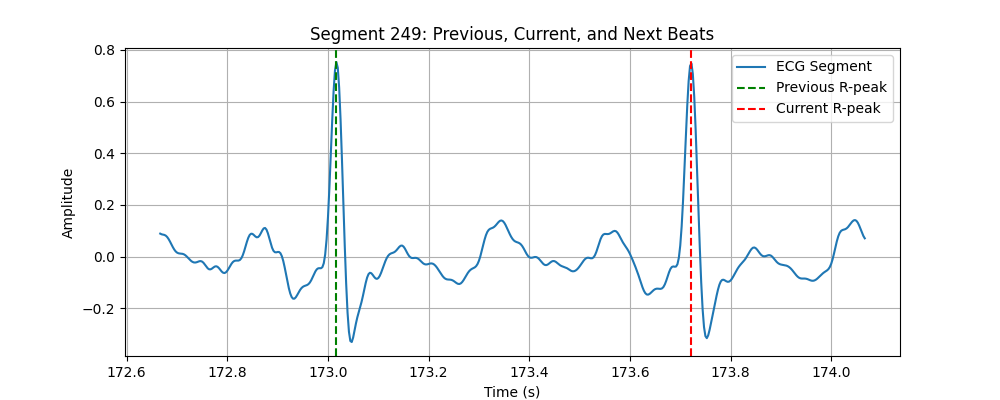 Segment 249: Previous, Current, and Next Beats
ECG Segment
Previous R-peak
Current R-peak
Amplitude
0.8
0.6
0.4
0.2
0.0
−0.2
172.6 172.8 173.0 173.2 173.4 173.6 173.8 174.0
Time (s)